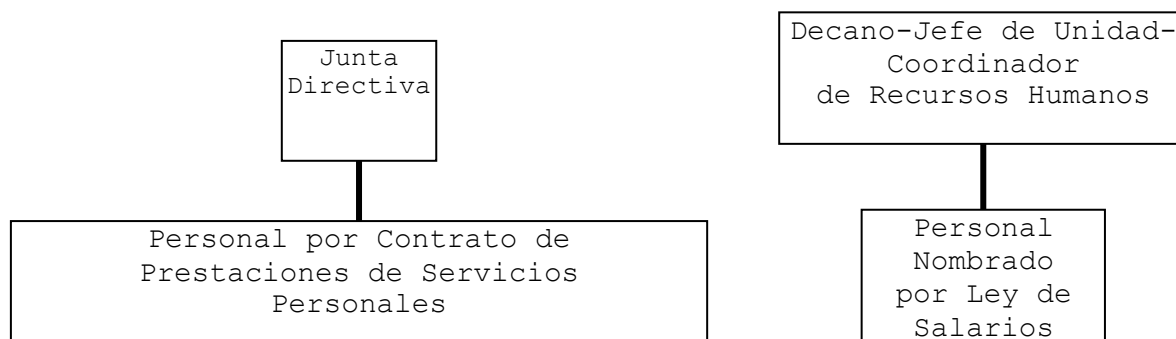 Junta
Directiva
Decano-Jefe de Unidad-
Coordinador
de Recursos Humanos
Personal por Contrato de
Prestaciones de Servicios
Personales
Personal
Nombrado
por Ley de
Salarios